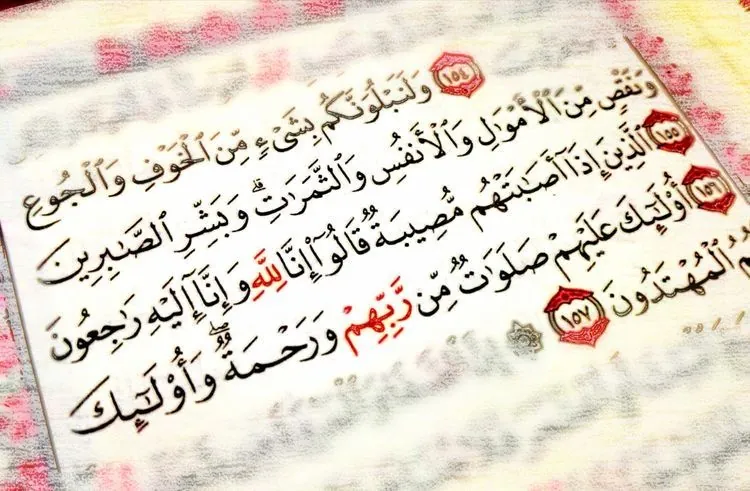 ١٥٤ وَلَنَبْلُوَنَّكُم بِشَىْءٍ مِّنَ ٱلْخَوْفِ وَٱلْجُوعِ
وَنَقْصٍ مِّنَ ٱلْأَمْوَٰلِ وَٱلْأَنفُسِ وَٱلثَّمَرَٰتِ ۗ وَبَشِّرِ ٱلصَّٰبِرِينَ
١٥٥ ٱلَّذِينَ إِذَآ أَصَٰبَتْهُم مُّصِيبَةٌ قَالُوٓا۟ إِنَّا لِلَّهِ وَإِنَّآ إِلَيْهِ رَٰجِعُونَ
١٥٦ أُو۟لَٰٓئِكَ عَلَيْهِمْ صَلَوَٰتٌ مِّن رَّبِّهِمْ وَرَحْمَةٌ ۖ وَأُو۟لَٰٓئِكَ
ٱلْمُهْتَدُونَ ١٥٧ ۞